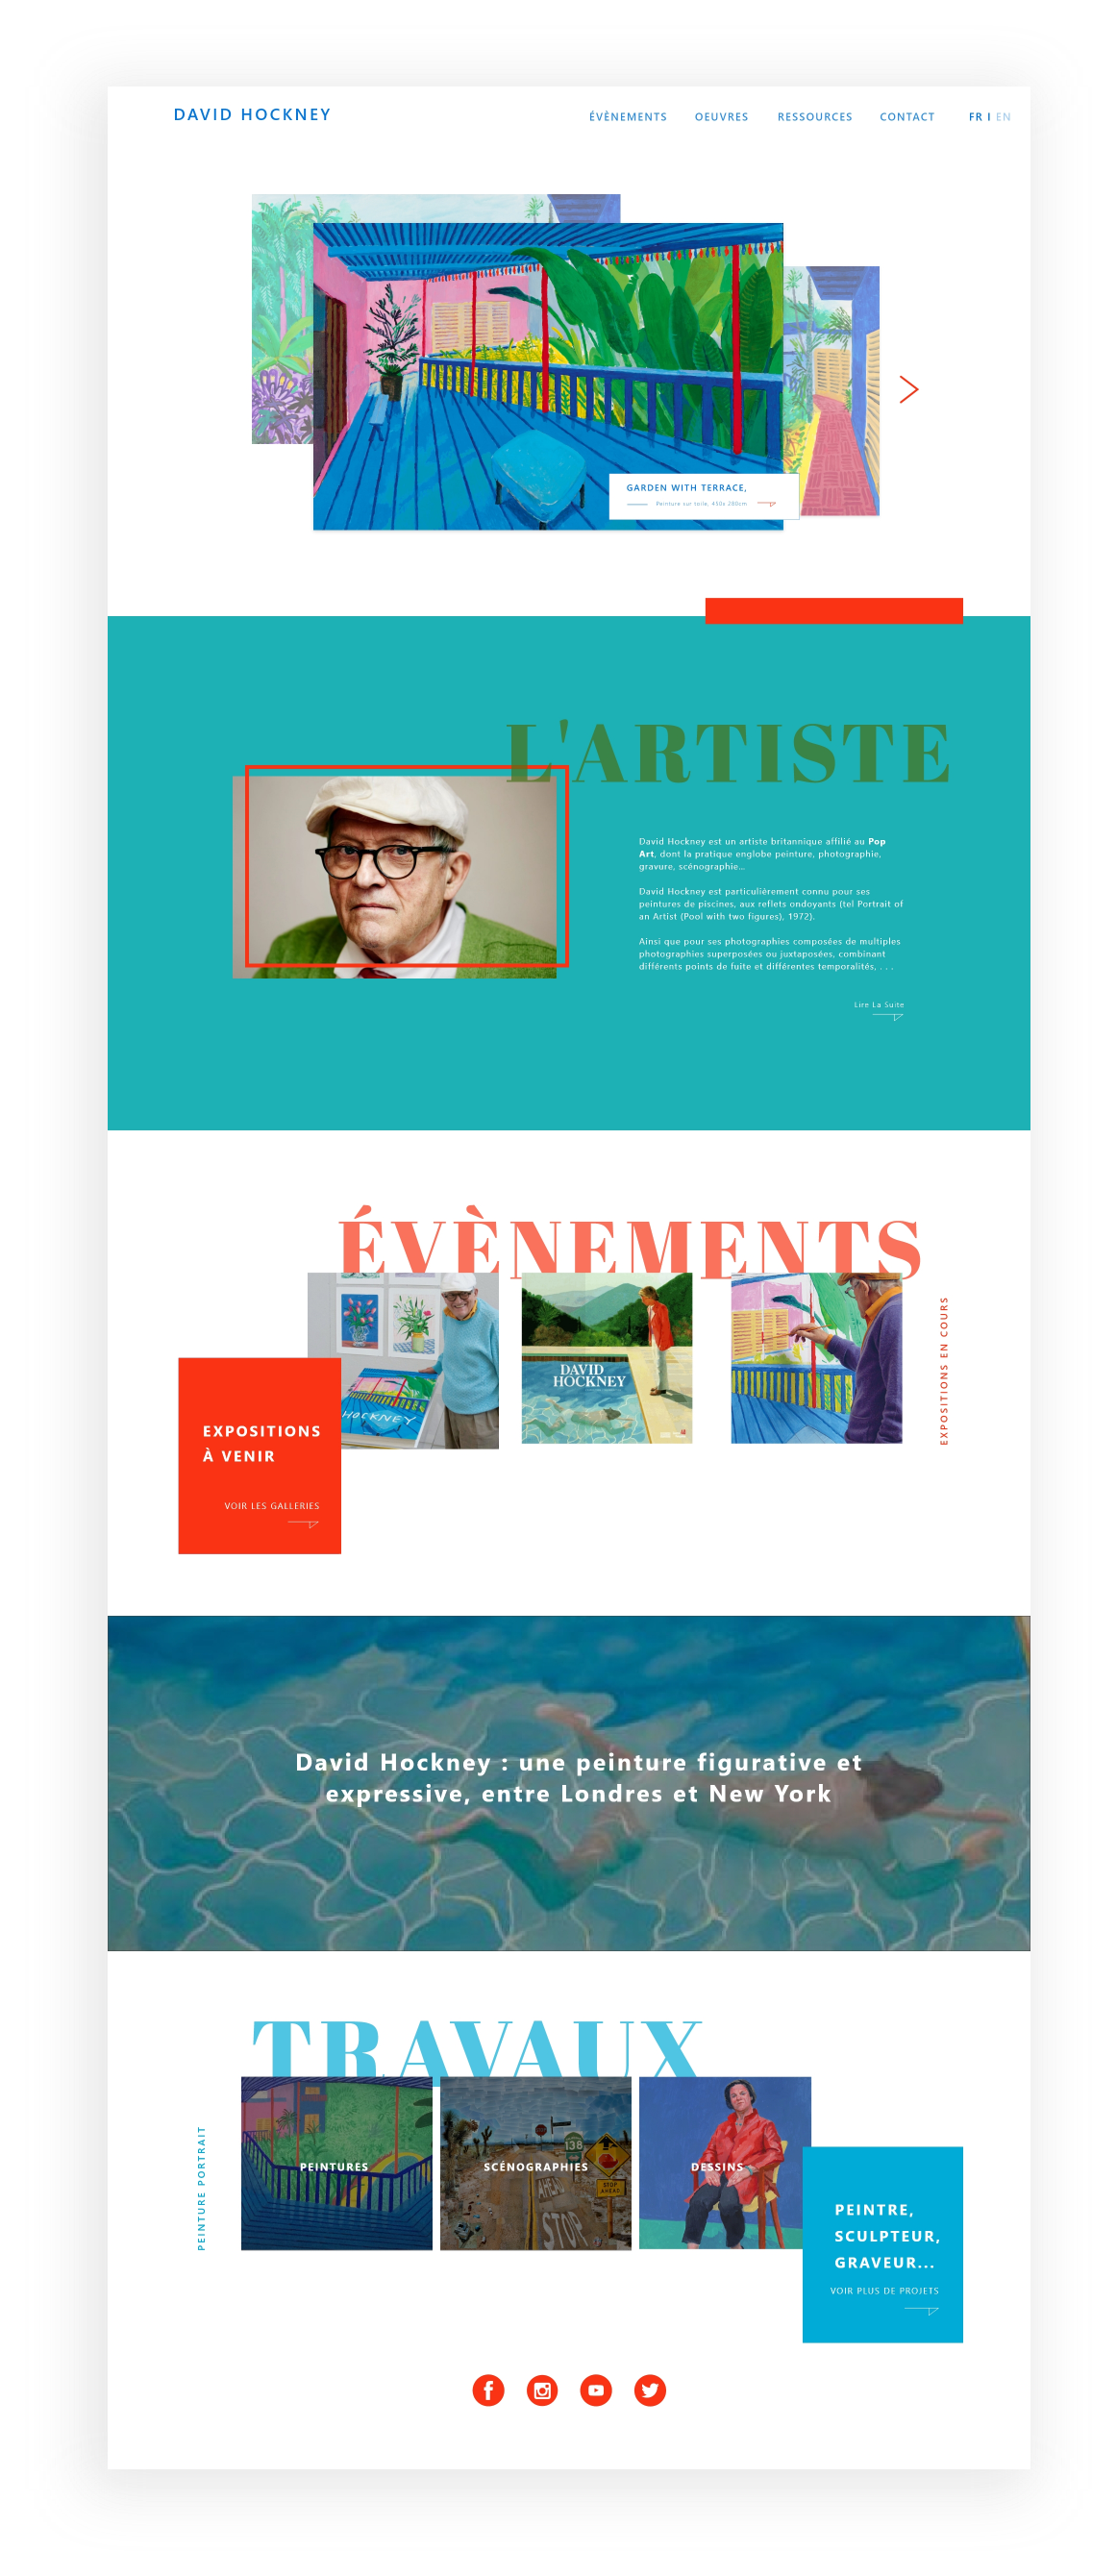 DAVID HOCKNEY
ÉVÈNEMENTS OEUVRES RESSOURCES CONTACT FR I EN
GARDEN WITH TERRACE,
Peinture sur toile, 450x 280cm
L'ARTISTE
David Hockney est un artiste britannique affilié au Pop
Art, dont la pratique englobe peinture, photographie,
gravure, scénographie...
David Hockney est particulièrement connu pour ses
peintures de piscines, aux reflets ondoyants (tel Portrait of
an Artist (Pool with two figures), 1972).
Ainsi que pour ses photographies composées de multiples
photographies superposées ou juxtaposées, combinant
différents points de fuite et différentes temporalités, . . .
Lire La Suite
ÉVÈNEMENTS
HOCKNEY
DAVID
HOCKNEY
EXPOSITIONS EN COURS
EXPOSITIONS
À VENIR
VOIR LES GALLERIES
David Hockney : une peinture figurative et
expressive, entre Londres et New York
TRAVAUX
PEINTURE PORTRAIT
PEINTURES
SCÉNOGRAPHIES
138
STOP
AHEAD
AHEAD
STOP
DESSINS
PEINTRE,
SCULPTEUR,
GRAVEUR...
VOIR PLUS DE PROJETS